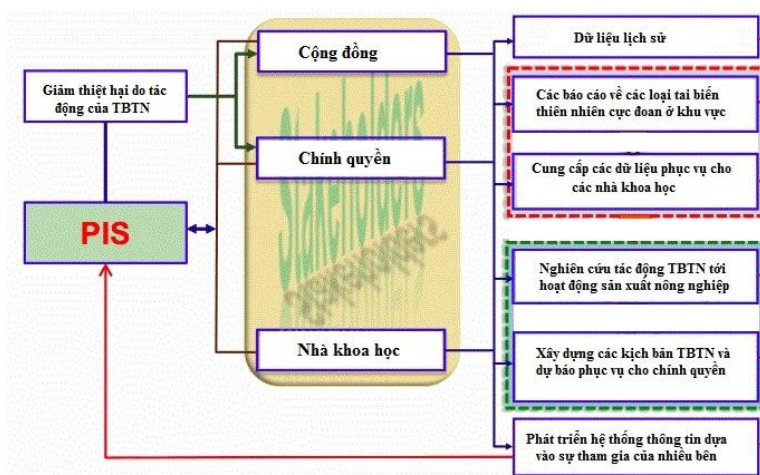 Cộng đồng
Dữ liệu lịch sử
Giảm thiệt hại do tác
động của TBTN
Các báo cáo về các loại tai biến
thiên nhiên cực đoan ở khu vực
Chính quyền
Cung cấp các dữ liệu phục vụ cho
các nhà khoa học
Stakeholders
PIS
Nghiên cứu tác động TBTN tới
hoạt động sản xuất nông nghiệp
Nhà khoa học
Xây dựng các kịch bản TBTN và
dự báo phục vụ cho chính quyền
Phát triển hệ thống thông tin dựa
vào sự tham gia của nhiều bên